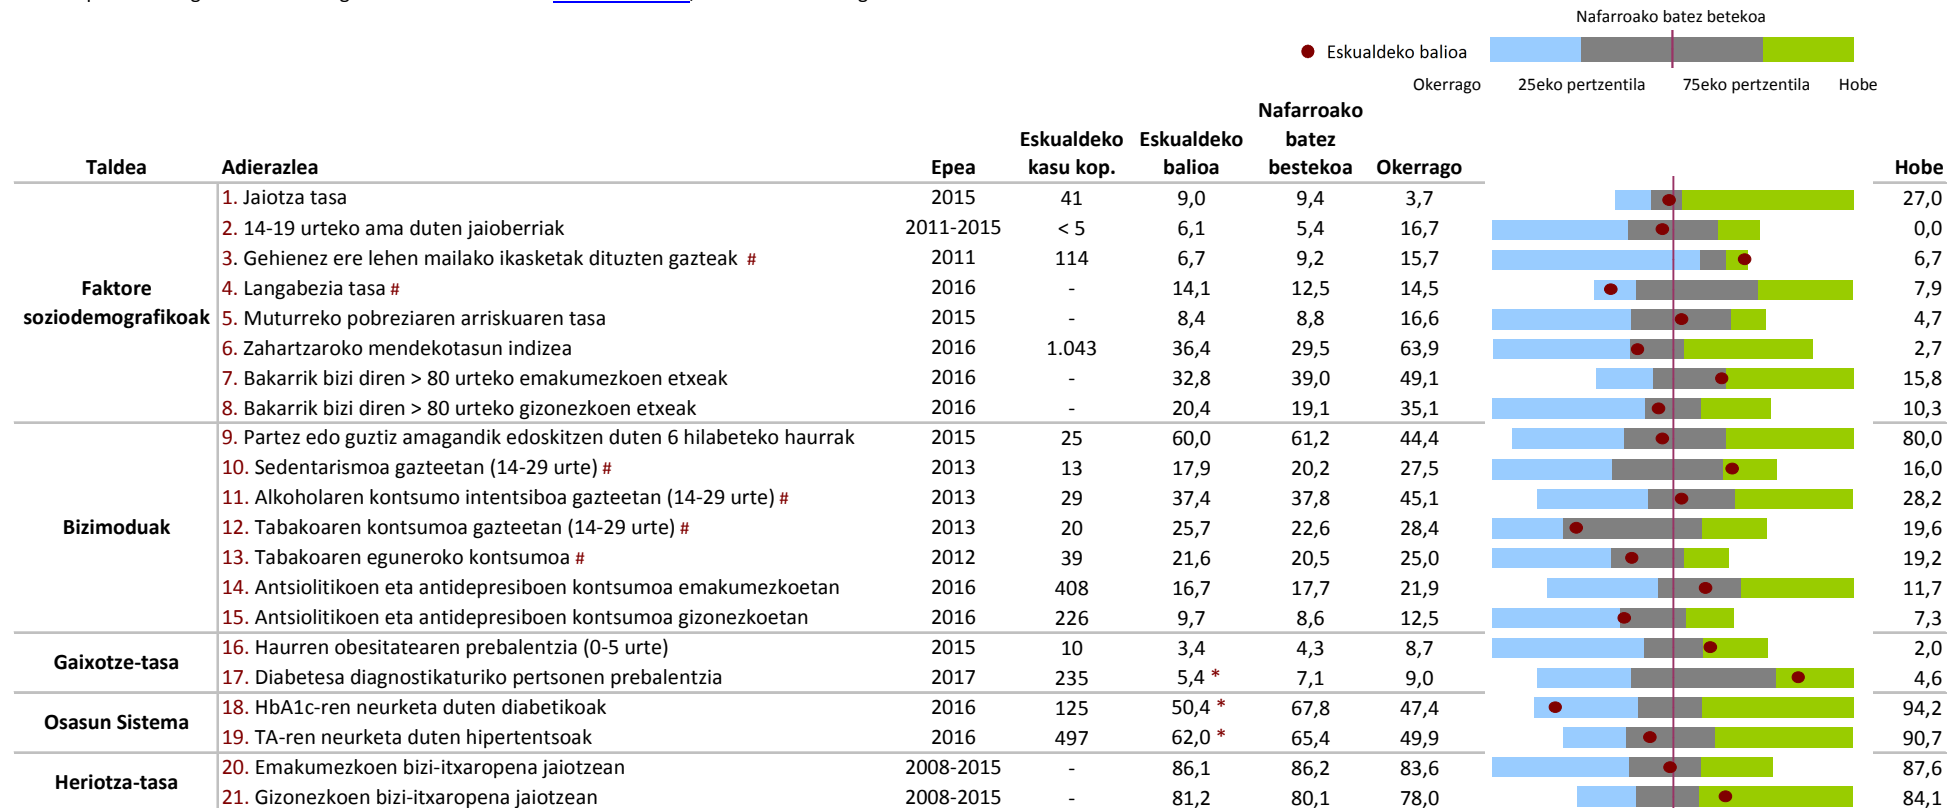 Nafarroako batez betekoa
Eskualdeko balioa
Okerrago 25eko pertzentila 75eko pertzentila Hobe
Taldea Adierazlea Epea Eskualdeko kasu kop. Eskualdeko balioa Nafarroako batez bestekoa Okerrago Hobe
Faktore soziodemografikoak
1. Jaiotza tasa 2015 41 9,0 9,4 3,7 27,0
2. 14-19 urteko ama duten jaioberriak 2011-2015 < 5 6,1 5,4 16,7 0,0
3. Gehienez ere lehen mailako ikasketak dituzten gazteak # 2011 114 6,7 9,2 15,7 6,7
4. Langabezia tasa # 2016 - 14,1 12,5 14,5 7,9
5. Muturreko pobreziaren arriskuaren tasa 2015 - 8,4 8,8 16,6 4,7
6. Zahartzaroko mendekotasun indizea 2016 1.043 36,4 29,5 63,9 2,7
7. Bakarrik bizi diren > 80 urteko emakumezkoen etxeak 2016 - 32,8 39,0 49,1 15,8
8. Bakarrik bizi diren > 80 urteko gizonezkoen etxeak 2016 - 20,4 19,1 35,1 10,3
Bizimoduak
9. Partez edo guztiz amagandik edoskitzen duten 6 hilabeteko haurrak 2015 25 60,0 61,2 44,4 80,0
10. Sedentarismoa gazteetan (14-29 urte) # 2013 13 17,9 20,2 27,5 16,0
11. Alkoholaren kontsumo intentsiboa gazteetan (14-29 urte) # 2013 29 37,4 37,8 45,1 28,2
12. Tabakoaren kontsumoa gazteetan (14-29 urte) # 2013 20 25,7 22,6 28,4 19,6
13. Tabakoaren eguneroko kontsumoa # 2012 39 21,6 20,5 25,0 19,2
14. Antsiolitikoen eta antidepresiboen kontsumoa emakumezkoetan 2016 408 16,7 17,7 21,9 11,7
15. Antsiolitikoen eta antidepresiboen kontsumoa gizonezkoetan 2016 226 9,7 8,6 12,5 7,3
Gaixotze-tasa
16. Haurren obesitatearen prebalentzia (0-5 urte) 2015 10 3,4 4,3 8,7 2,0
17. Diabetesa diagnostikaturiko pertsonen prebalentzia 2017 235 5,4 * 7,1 9,0 4,6
Osasun Sistema
18. HbA1c-ren neurketa duten diabetikoak 2016 125 50,4 * 67,8 47,4 94,2
19. TA-ren neurketa duten hipertentsoak 2016 497 62,0 * 65,4 49,9 90,7
Heriotza-tasa
20. Emakumezkoen bizi-itxaropena jaiotzean 2008-2015 - 86,1 86,2 83,6 87,6
21. Gizonezkoen bizi-itxaropena jaiotzean 2008-2015 - 81,2 80,1 78,0 84,1